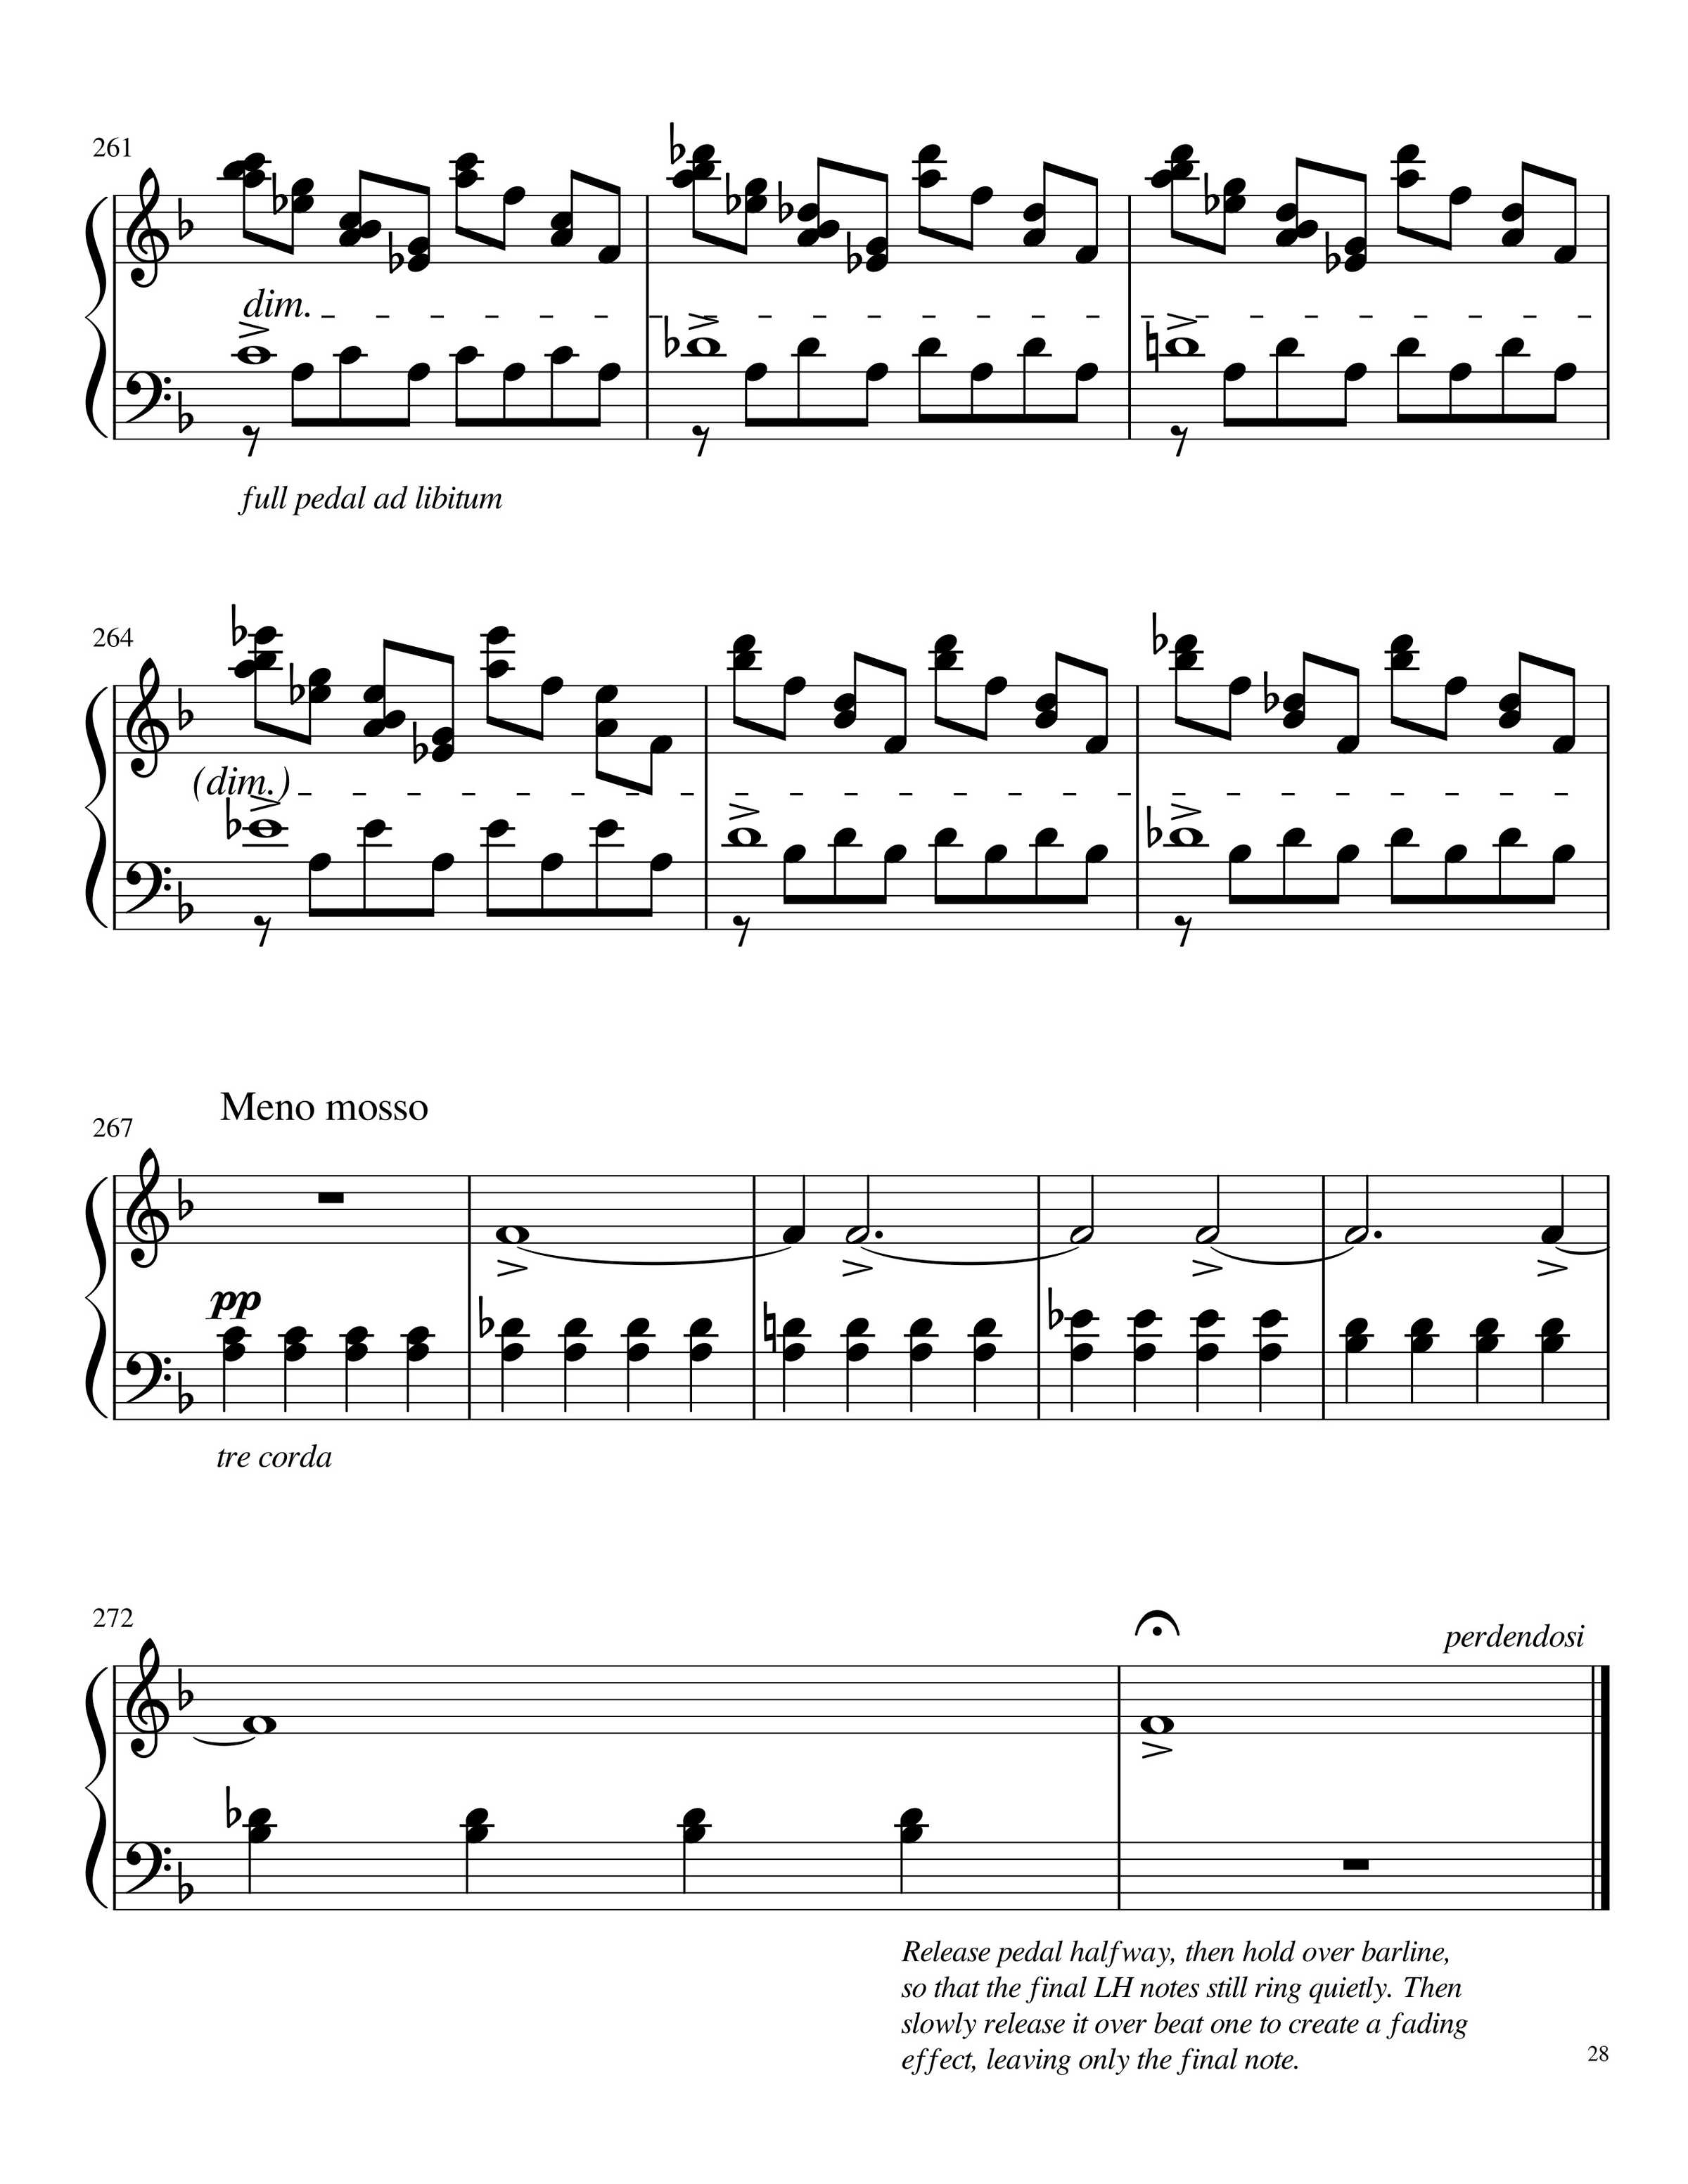 261
dim.
full pedal ad libitum
264
(dim.)
Meno mosso
267
pp
tre corda
272
perdendosi
Release pedal halfway, then hold over barline,
so that the final LH notes still ring quietly. Then
slowly release it over beat one to create a fading
effect, leaving only the final note.
28